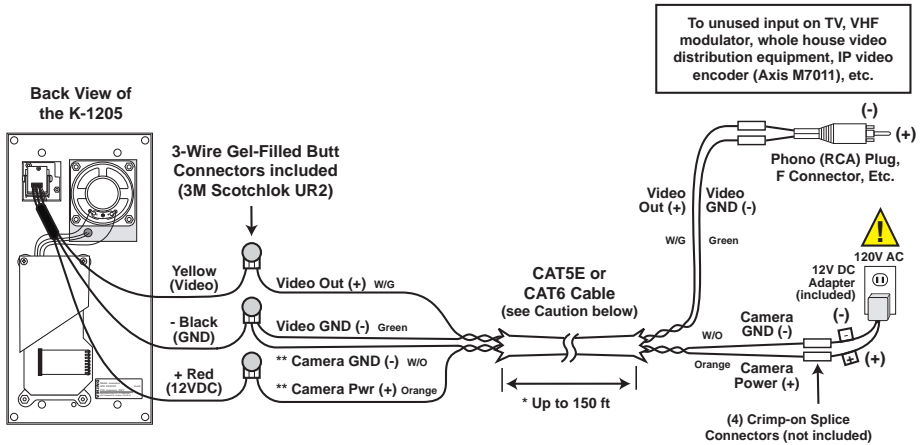 To unused input on TV, VHF
modulator, whole house video
distribution equipment, IP video
encoder (Axis M7011), etc.
Back View of
the K-1205
3-Wire Gel-Filled Butt
Connectors included
(3M Scotchlok UR2)
(-)
(+)
Phono (RCA) Plug,
F Connector, Etc.
Video
Out (+)
Video
GND (-)
W/G
Green
120V AC
12V DC
Adapter
(included)
Yellow
(Video)
Video Out (+) W/G
CAT5E or
CAT6 Cable
(see Caution below)
- Black
(GND)
Video GND (-) Green
** Camera GND (-) W/O
+ Red
(12VDC)
** Camera Pwr (+) Orange
* Up to 150 ft
W/O
Camera
GND (-)
(-)
-
Orange
Camera
Power (+)
+
(+)
(4) Crimp-on Splice
Connectors (not included)